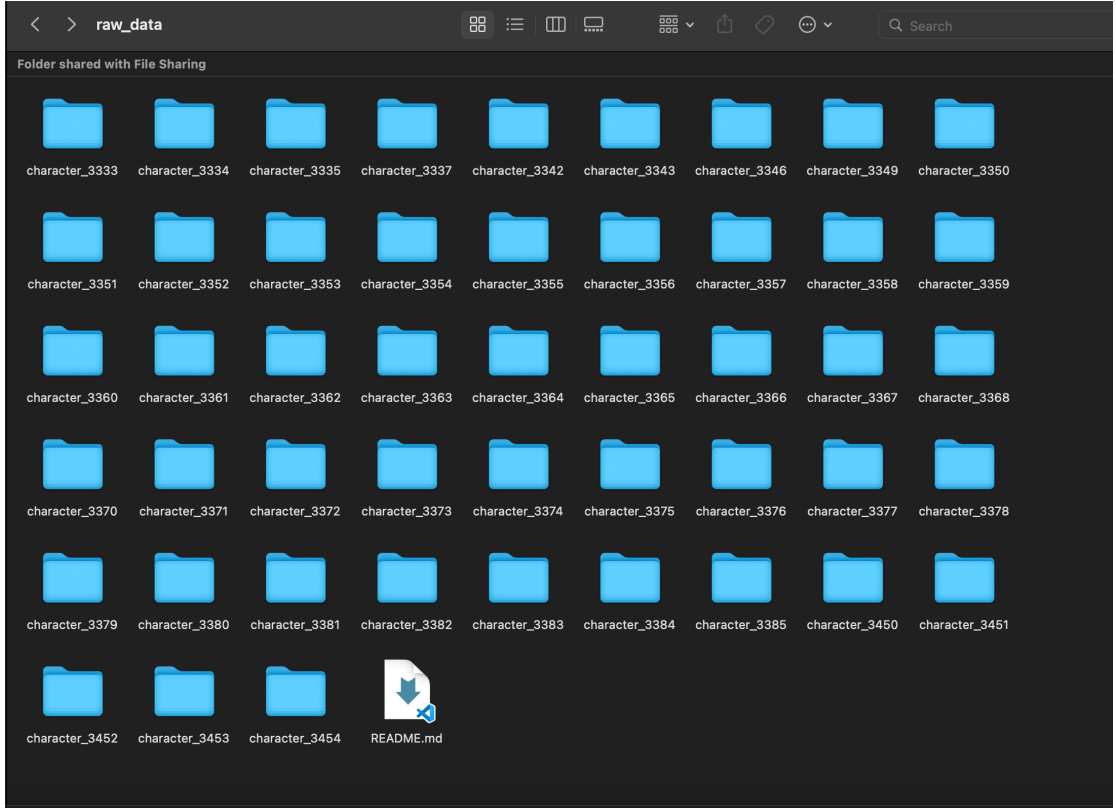 raw_data
Search
Folder shared with File Sharing
character_3333 character_3334 character_3335 character_3337 character_3342 character_3343 character_3346 character_3349 character_3350
character_3351 character_3352 character_3353 character_3354 character_3355 character_3356 character_3357 character_3358 character_3359
character_3360 character_3361 character_3362 character_3363 character_3364 character_3365 character_3366 character_3367 character_3368
character_3370 character_3371 character_3372 character_3373 character_3374 character_3375 character_3376 character_3377 character_3378
character_3379 character_3380 character_3381 character_3382 character_3383 character_3384 character_3385 character_3450 character_3451
character_3452 character_3453 character_3454 README.md